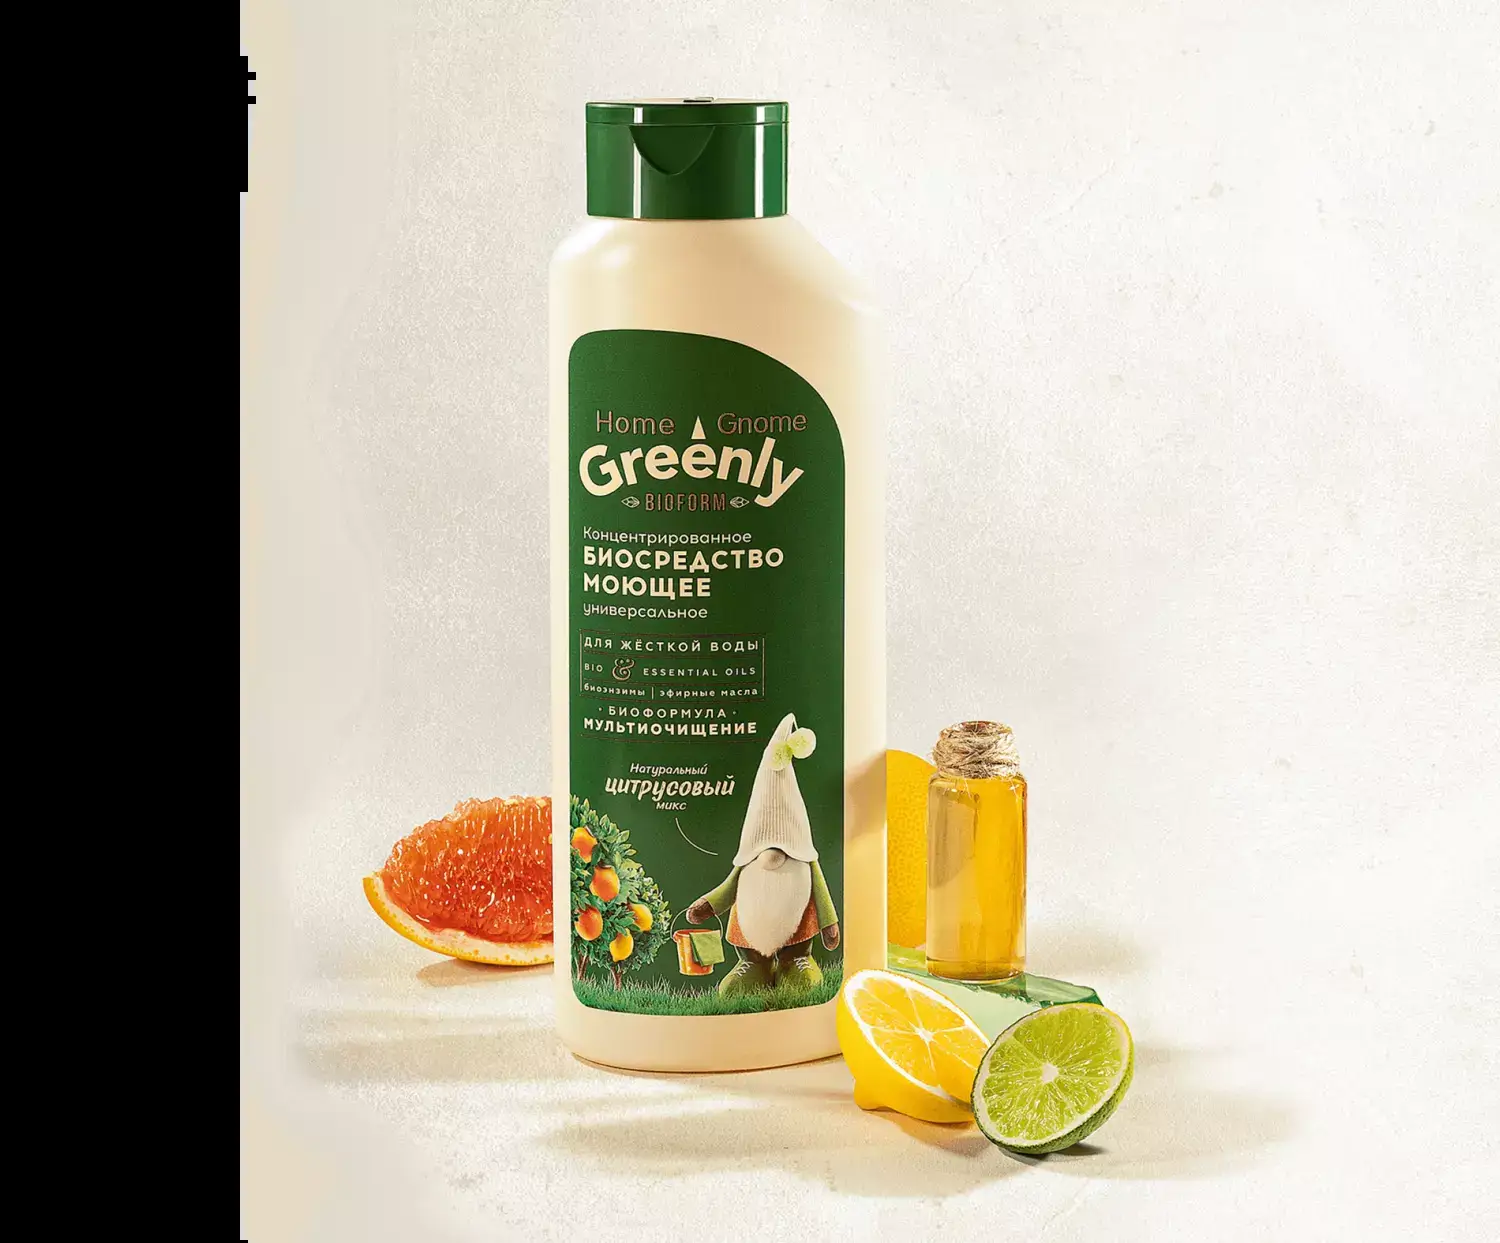 Home Gnome
Greenly
BIOFORM
Концентрированное
БИОСРЕДСТВО
МОЮЩЕЕ
универсальное
ДЛЯ ЖЁСТКОЙ ВОДЫ
BIO & ESSENTIAL OILS
биоэнзимы | эфирные масла
• БИОФОРМУЛА •
МУЛЬТИОЧИЩЕНИЕ
Натуральный
цитрусовый
микс